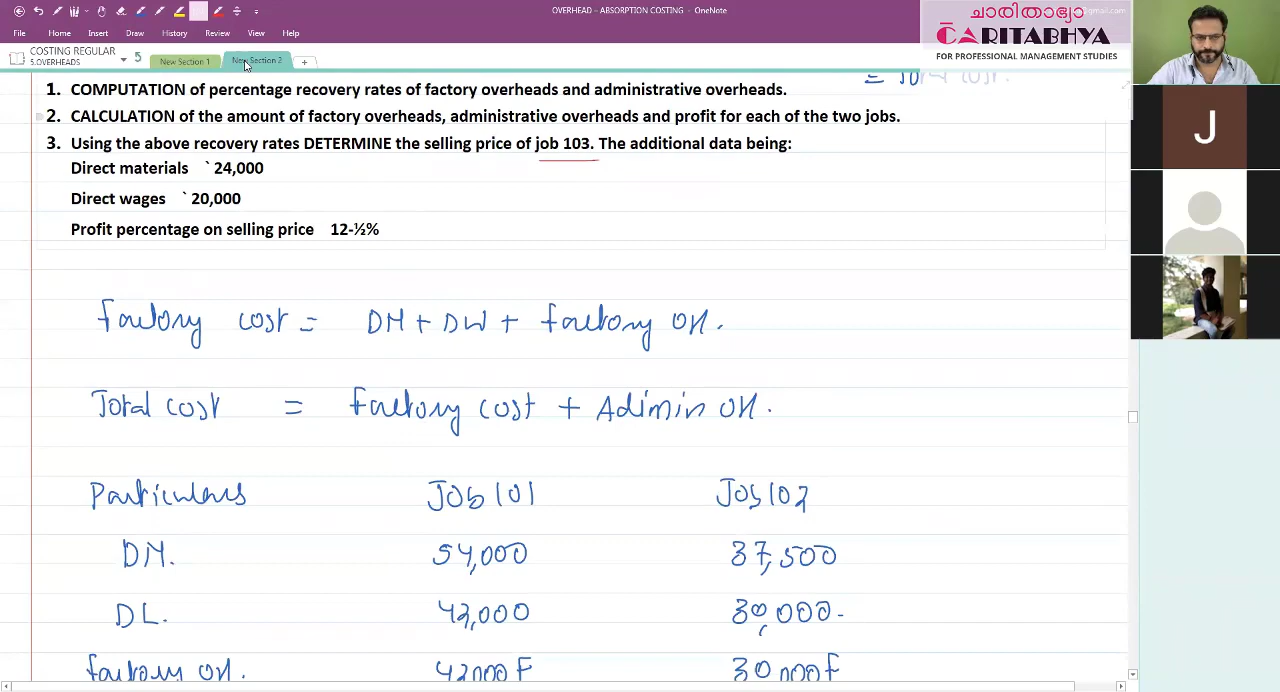 OVERHEAD – ABSORPTION COSTING - OneNote
File Home Insert Draw History Review View Help
COSTING REGULAR
5.OVERHEADS
5
New Section 1
New Section 2
ചാരിതാഭ്യാ
CARITABHYA
FOR PROFESSIONAL MANAGEMENT STUDIES
gmail.com
1. COMPUTATION of percentage recovery rates of factory overheads and administrative overheads.
2. CALCULATION of the amount of factory overheads, administrative overheads and profit for each of the two jobs.
3. Using the above recovery rates DETERMINE the selling price of job 103. The additional data being:
Direct materials ` 24,000
Direct wages ` 20,000
Profit percentage on selling price 12-½%
factory cost = DM + DW + factory OH.
Total cost = factory cost + Adimin OH.
Particulars Job 101 Job 102
DM. 54,000 37,500
DL. 42,000 30,000
factory OH. 42000F 30000F
J